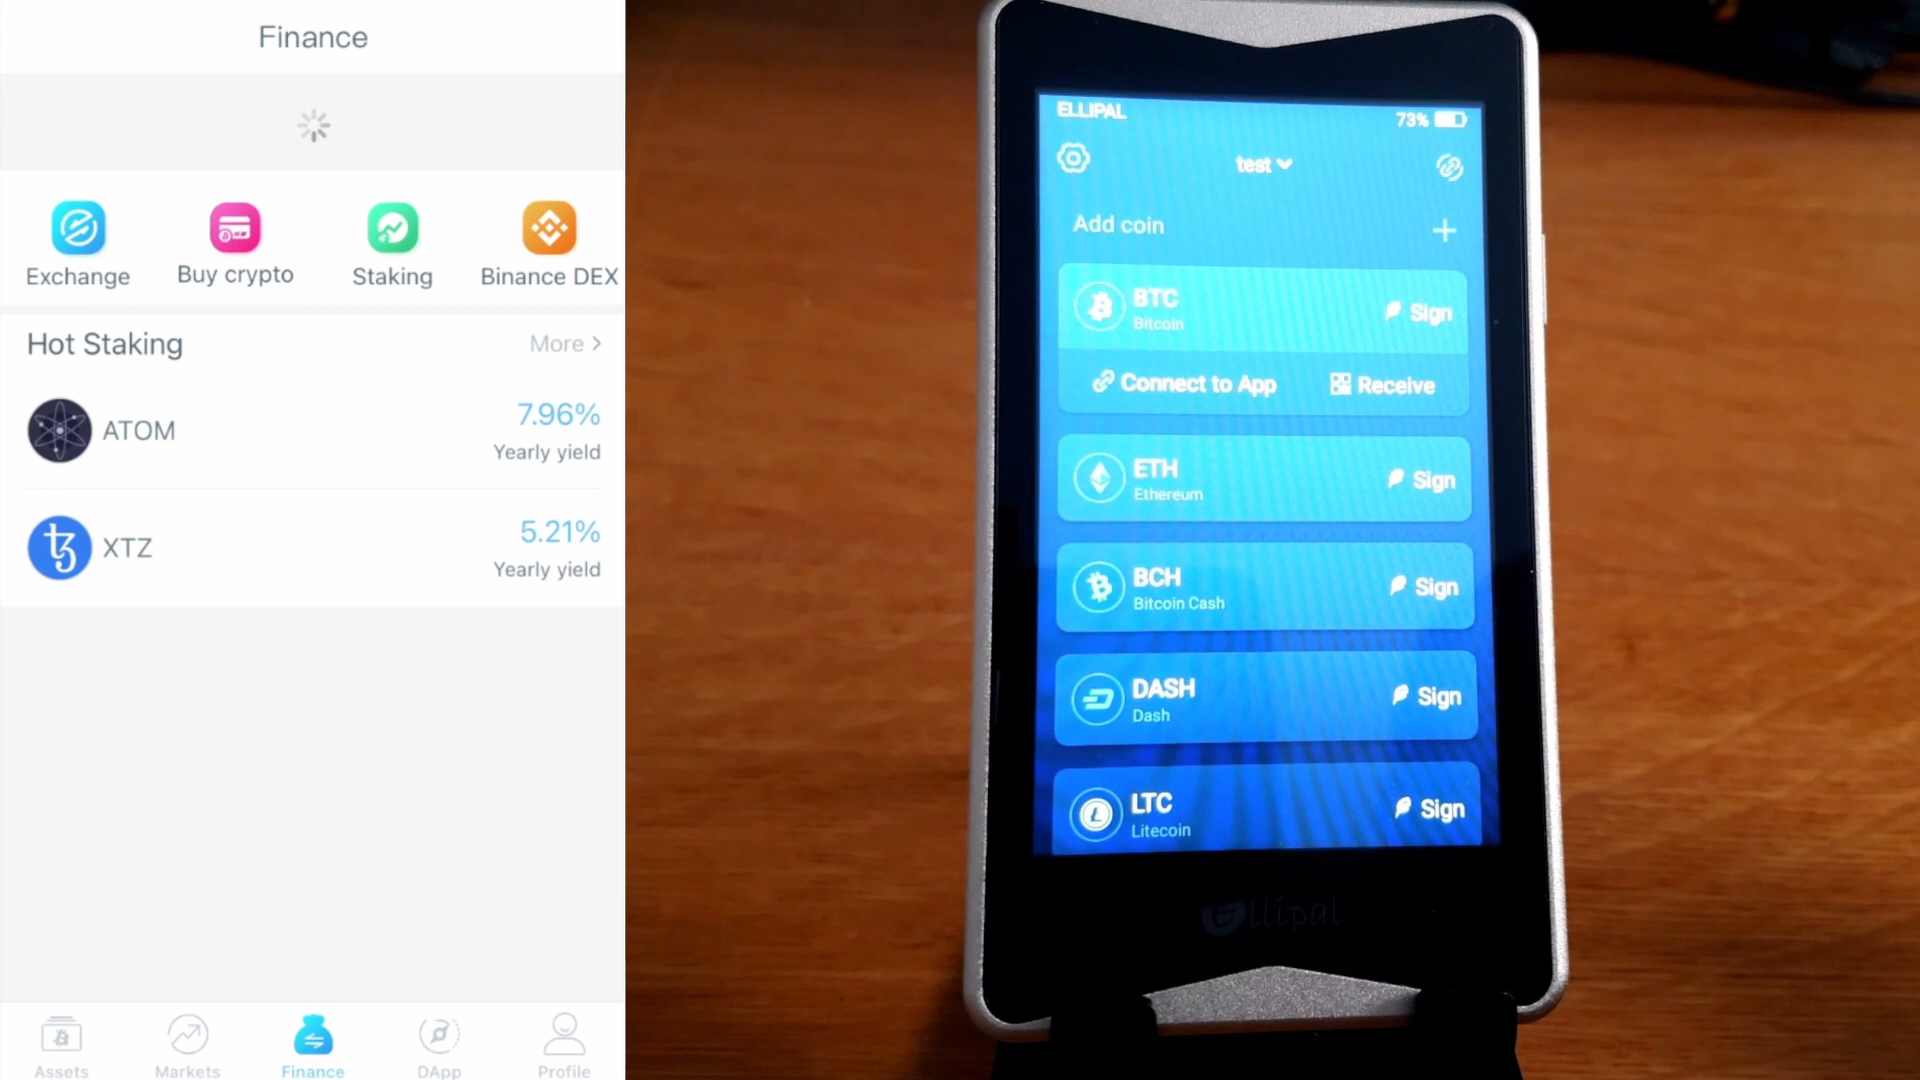 Finance
Exchange
Buy crypto
Staking
Binance DEX
Hot Staking
More >
ATOM
7.96%
Yearly yield
XTZ
5.21%
Yearly yield
Assets
Markets
Finance
DApp
Profile
ELLIPAL
73%
test
Add coin
+
BTC
Bitcoin
Sign
Connect to App
Receive
ETH
Ethereum
Sign
BCH
Bitcoin Cash
Sign
DASH
Dash
Sign
LTC
Litecoin
Sign
Ellipal